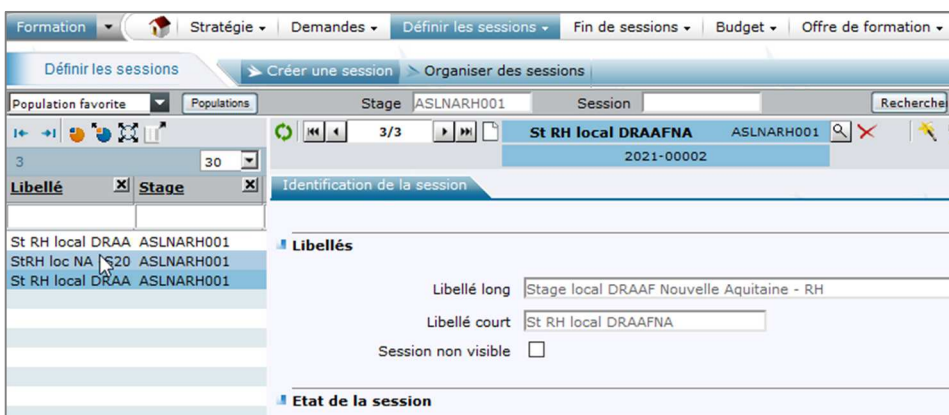 Formation Stratégie Demandes Définir les sessions Fin de sessions Budget Offre de formation
Définir les sessions Créer une session Organiser des sessions
Population favorite Populations Stage ASLNARH001 Session Recherche
3/3 St RH local DRAAFNA ASLNARH001
3 30 2021-00002
Libellé Stage Identification de la session
St RH local DRAA ASLNARH001
StRH loc NA S20 ASLNARH001
St RH local DRAA ASLNARH001
Libellés
Libellé long Stage local DRAAF Nouvelle Aquitaine - RH
Libellé court St RH local DRAAFNA
Session non visible
Etat de la session